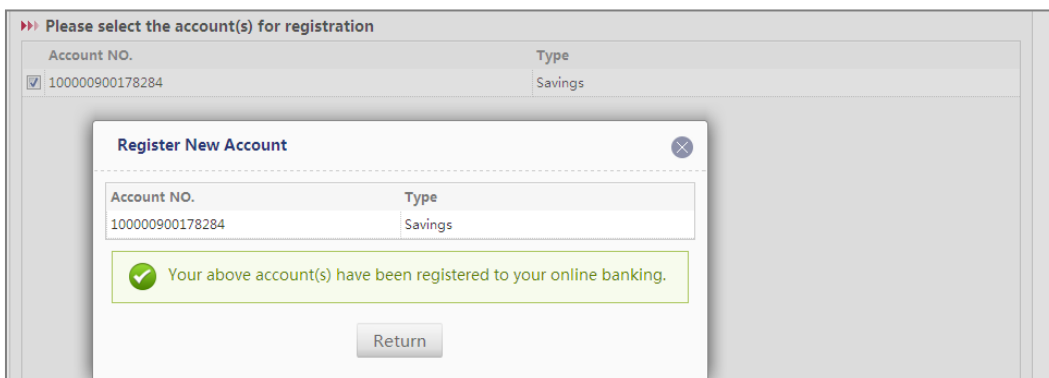 Please select the account(s) for registration
Account NO. Type
100000900178284 Savings
Register New Account
Account NO. Type
100000900178284 Savings
Your above account(s) have been registered to your online banking.
Return